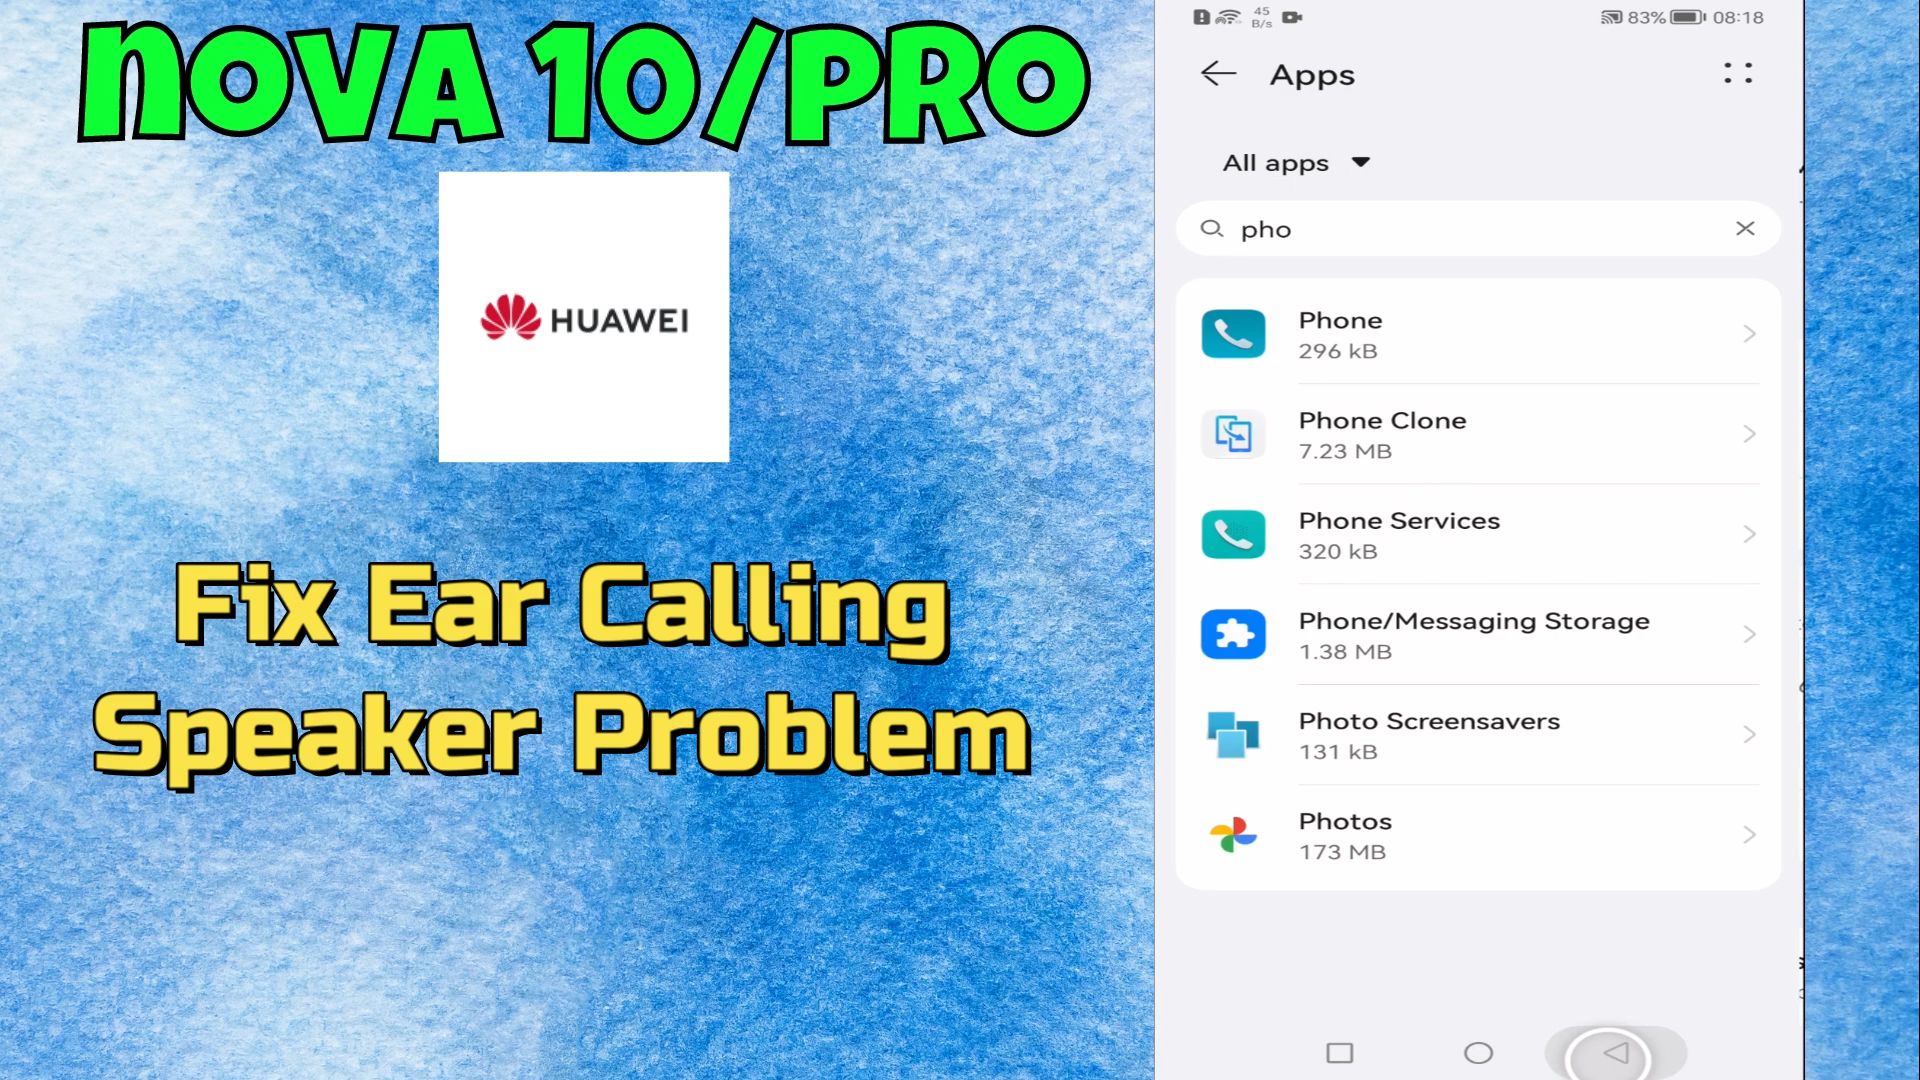 NOVA 10/PRO
HUAWEI
Fix Ear Calling
Speaker Problem
45
B/s
83%
08:18
Apps
All apps
pho
Phone
296 kB
Phone Clone
7.23 MB
Phone Services
320 kB
Phone/Messaging Storage
1.38 MB
Photo Screensavers
131 kB
Photos
173 MB